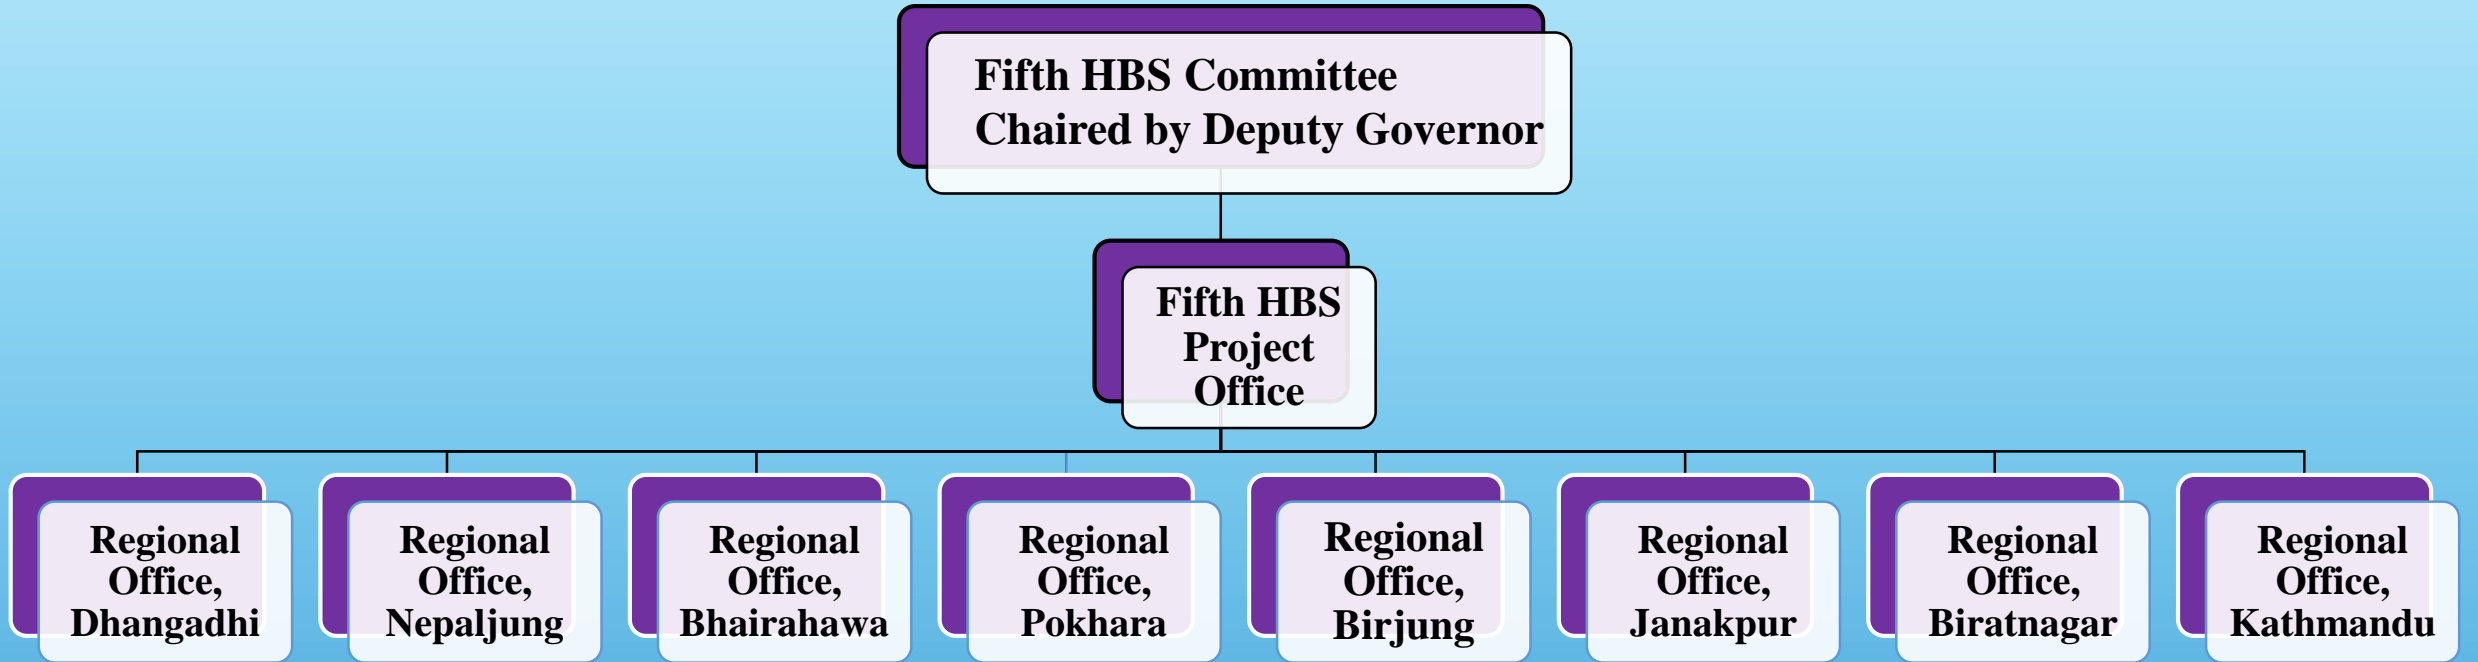 Fifth HBS Committee
Chaired by Deputy Governor
Fifth HBS
Project
Office
Regional
Office,
Dhangadhi
Regional
Office,
Nepaljung
Regional
Office,
Bhairahawa
Regional
Office,
Pokhara
Regional
Office,
Birjung
Regional
Office,
Janakpur
Regional
Office,
Biratnagar
Regional
Office,
Kathmandu